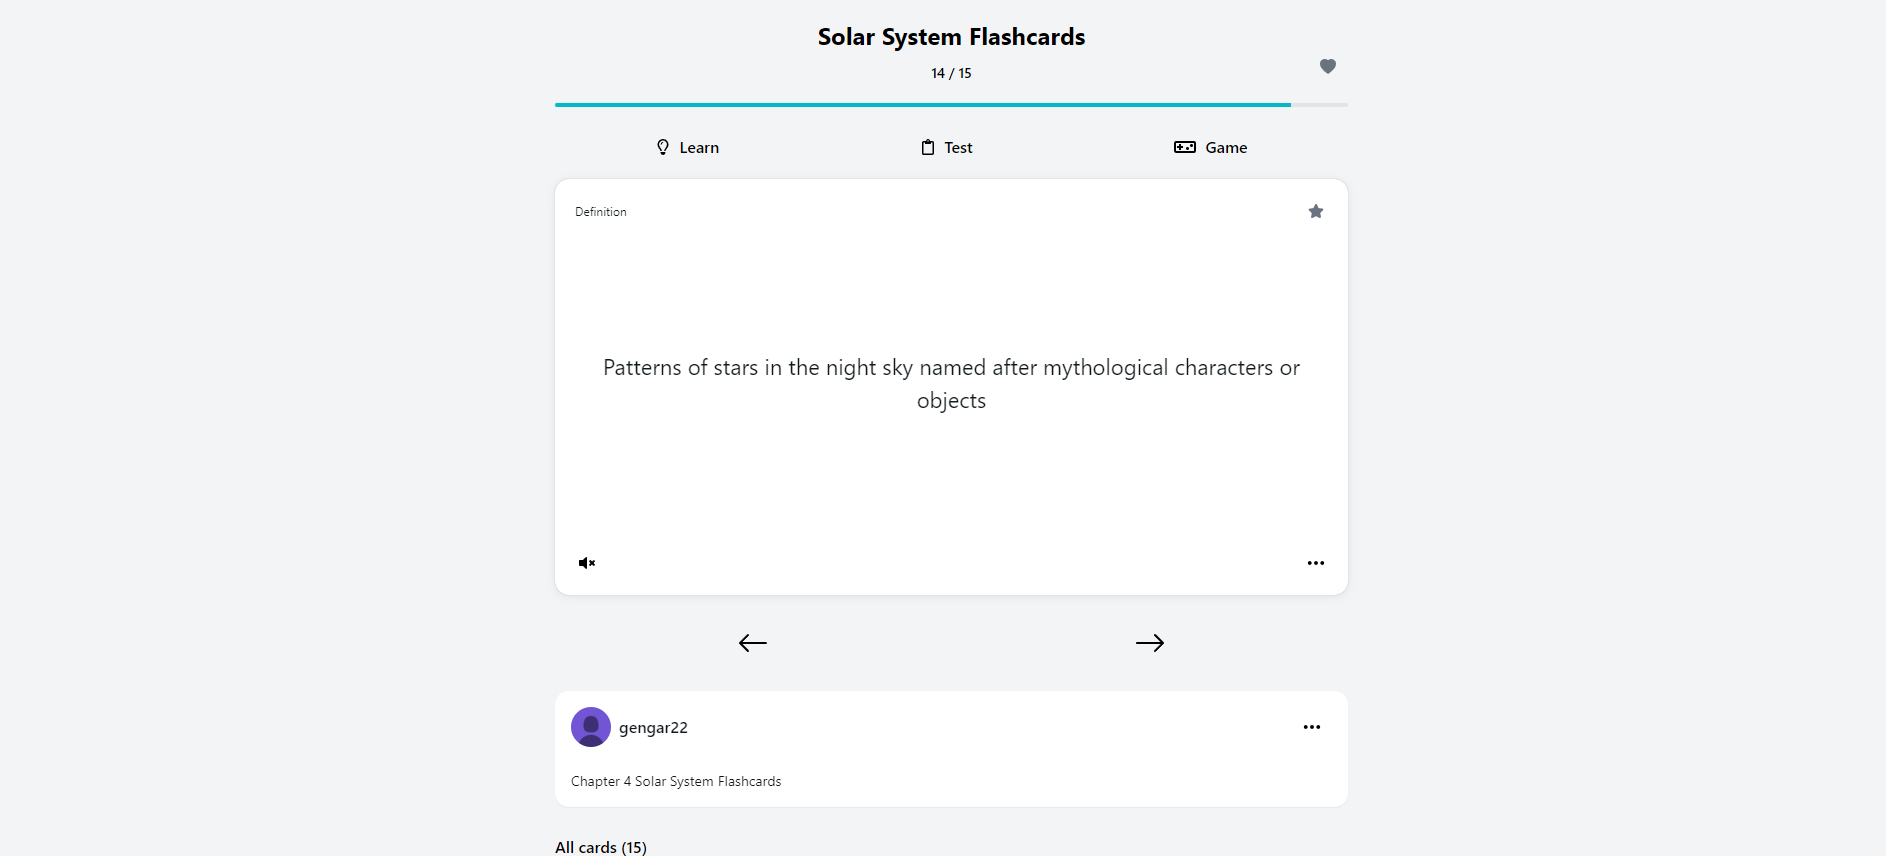 Solar System Flashcards
14 / 15
Learn
Test
Game
Definition
Patterns of stars in the night sky named after mythological characters or
objects
gengar22
Chapter 4 Solar System Flashcards
All cards (15)